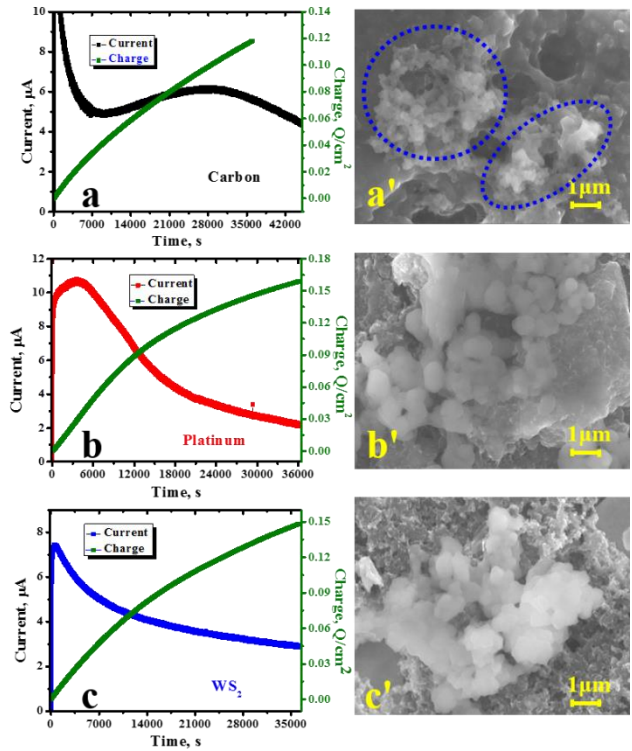 10
8
6
4
2
0
Current, μA
Current
Charge
0.14
0.12
0.10
0.08
0.06
0.04
0.02
0.00
Charge, Q/cm²
a
Carbon
0 7000 14000 21000 28000 35000 42000
Time, s
a'
1μm
12
10
8
6
4
2
0
Current, μA
Current
Charge
0.18
0.15
0.12
0.09
0.06
0.03
0.00
Charge, Q/cm²
b
Platinum
0 6000 12000 18000 24000 30000 36000
Time, s
b'
1μm
8
6
4
2
0
Current, μA
Current
Charge
0.15
0.12
0.09
0.06
0.03
0.00
Charge, Q/cm²
c
WS₂
0 7000 14000 21000 28000 35000
Time, s
c'
1μm